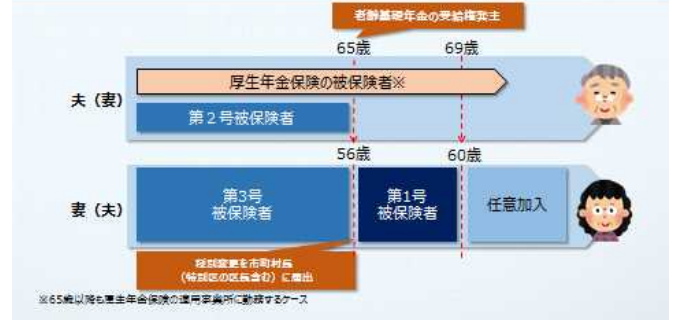 老齢基礎年金の受給権発生
65歳
69歳
夫（妻）
厚生年金保険の被保険者※
第２号被保険者
56歳
60歳
妻（夫）
第3号
被保険者
第1号
被保険者
任意加入
種別変更を市町村長
（特別区の区長含む）に届出
※65歳以降も厚生年金保険の適用事業所に勤務するケース